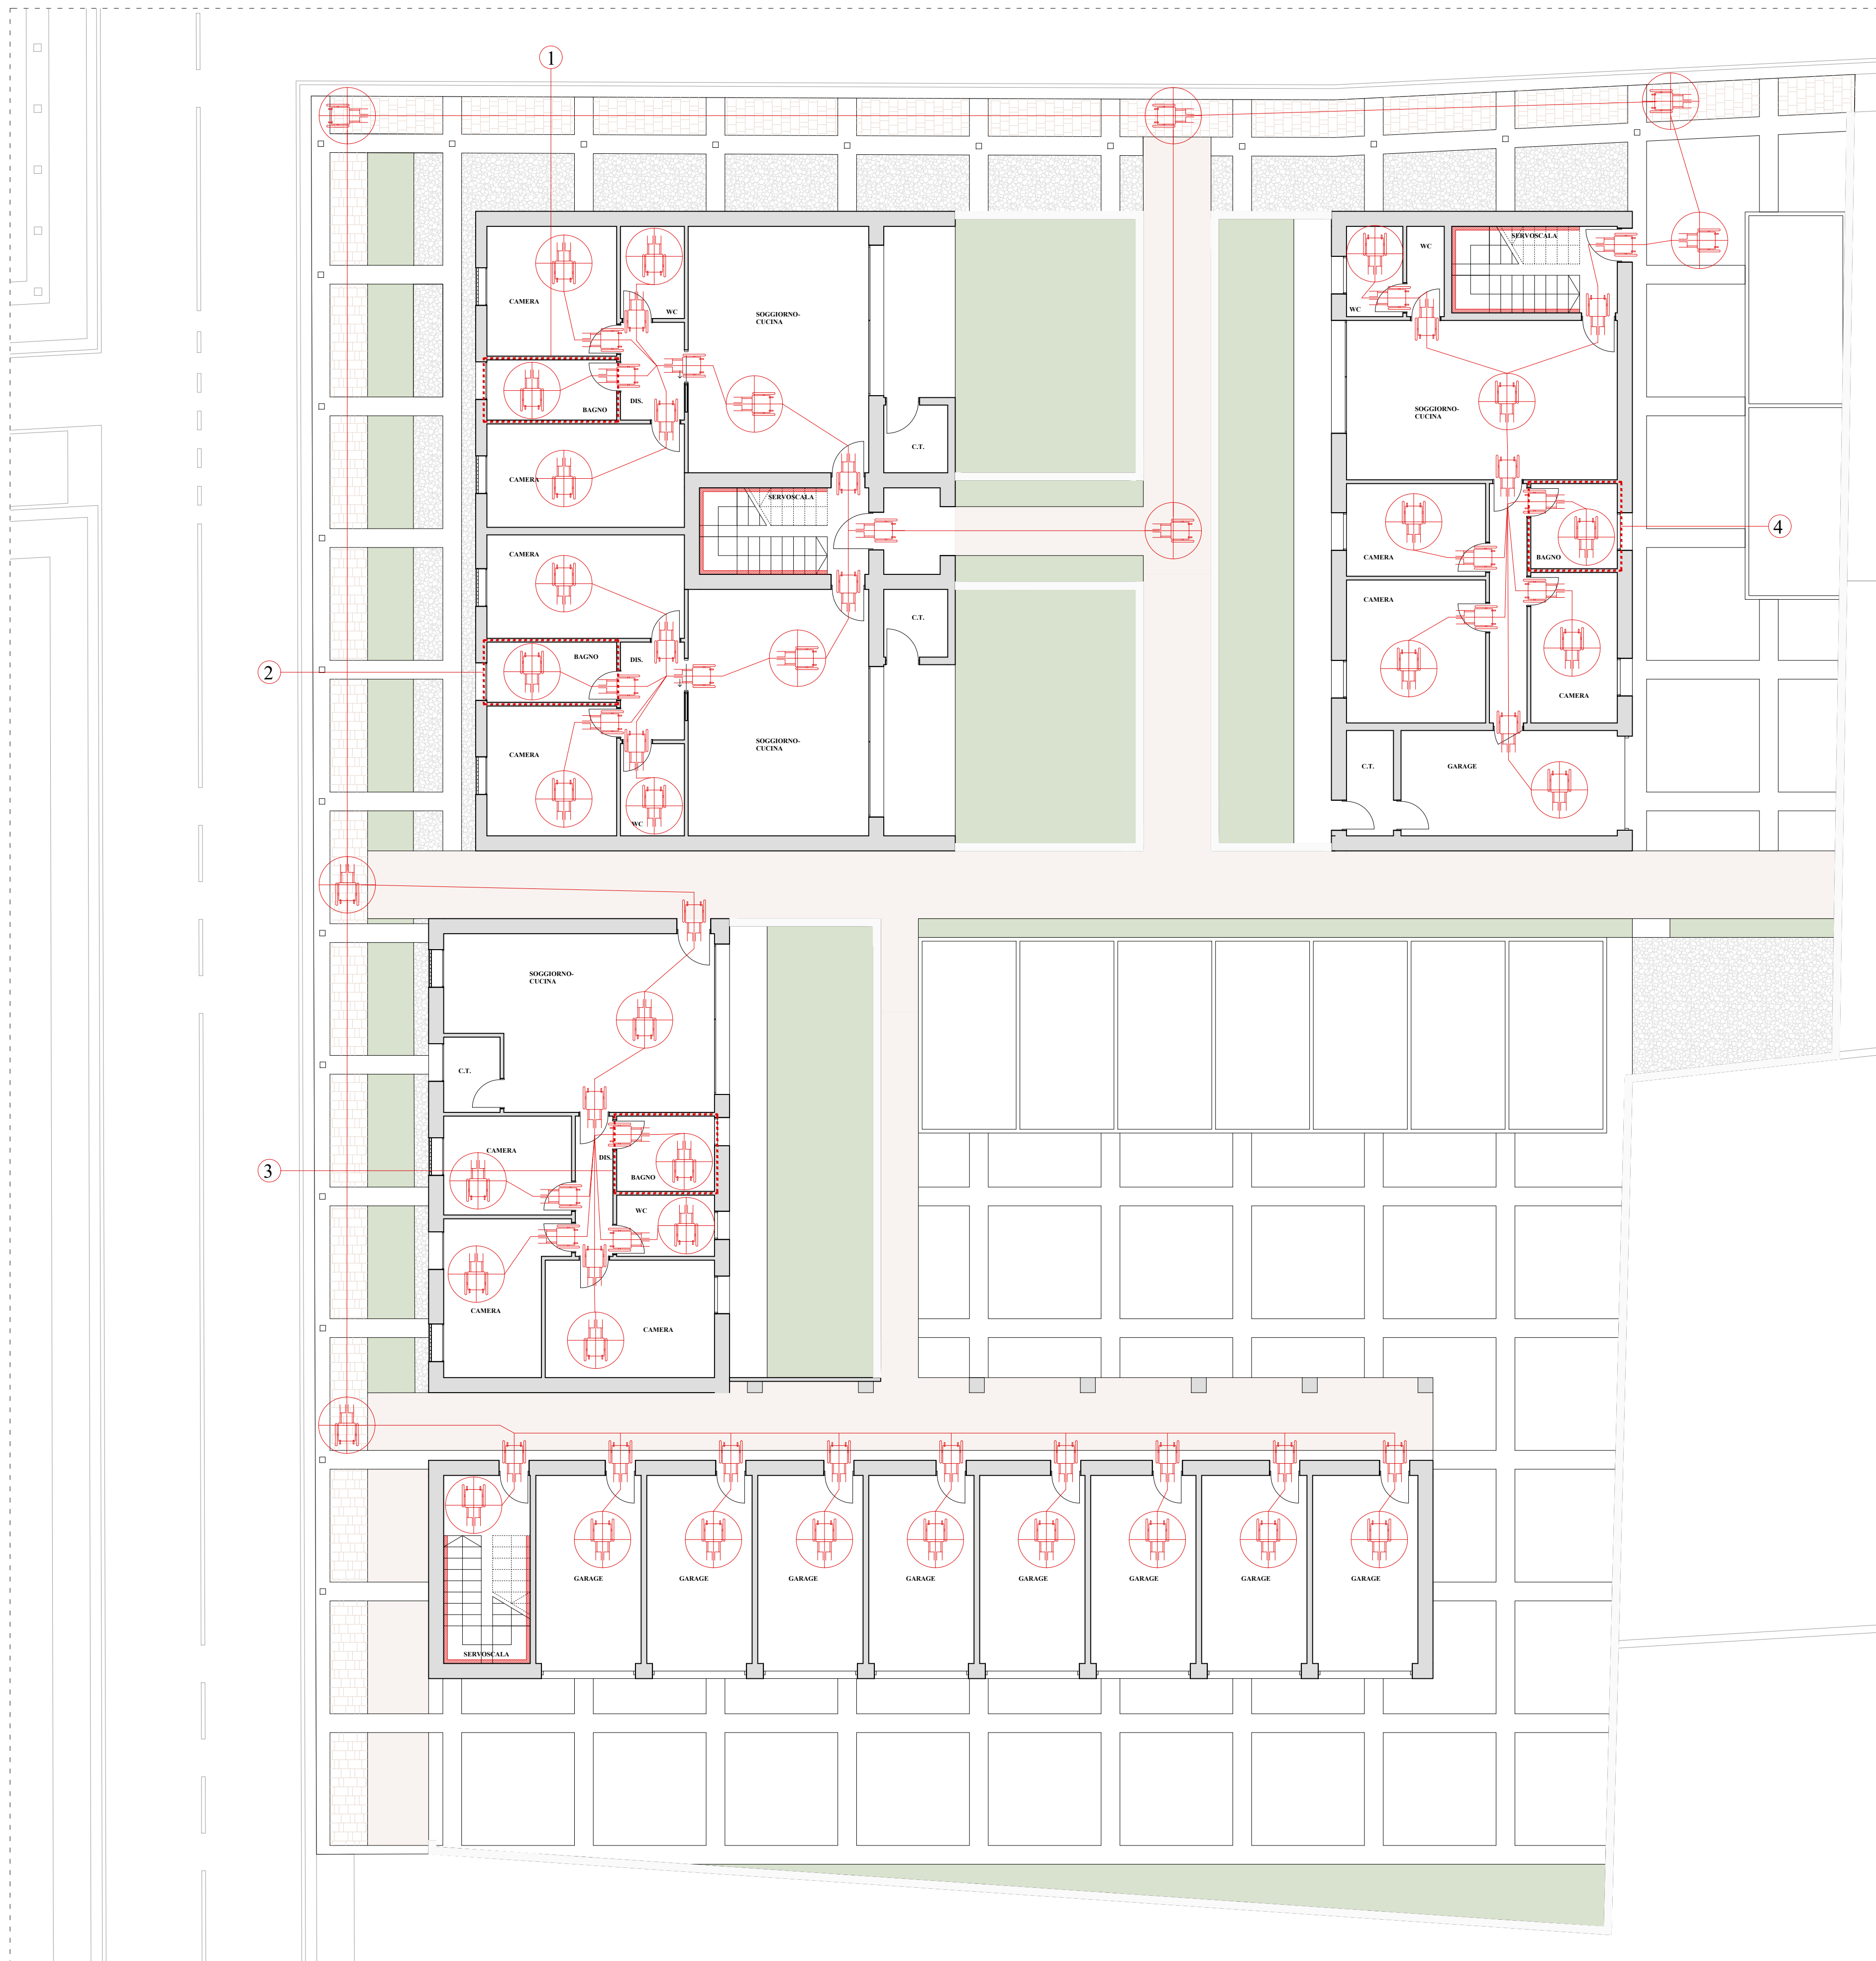 1
CAMERA
WC
SOGGIORNO-
CUCINA
BAGNO
DIS.
C.T.
CAMERA
SERVOSCALA
CAMERA
C.T.
2
BAGNO
DIS.
SOGGIORNO-
CUCINA
CAMERA
WC
WC
SERVOSCALA
WC
SOGGIORNO-
CUCINA
4
CAMERA
BAGNO
CAMERA
CAMERA
C.T.
GARAGE
SOGGIORNO-
CUCINA
C.T.
CAMERA
DIS.
3
BAGNO
WC
CAMERA
CAMERA
GARAGE
GARAGE
GARAGE
GARAGE
GARAGE
GARAGE
GARAGE
GARAGE
SERVOSCALA